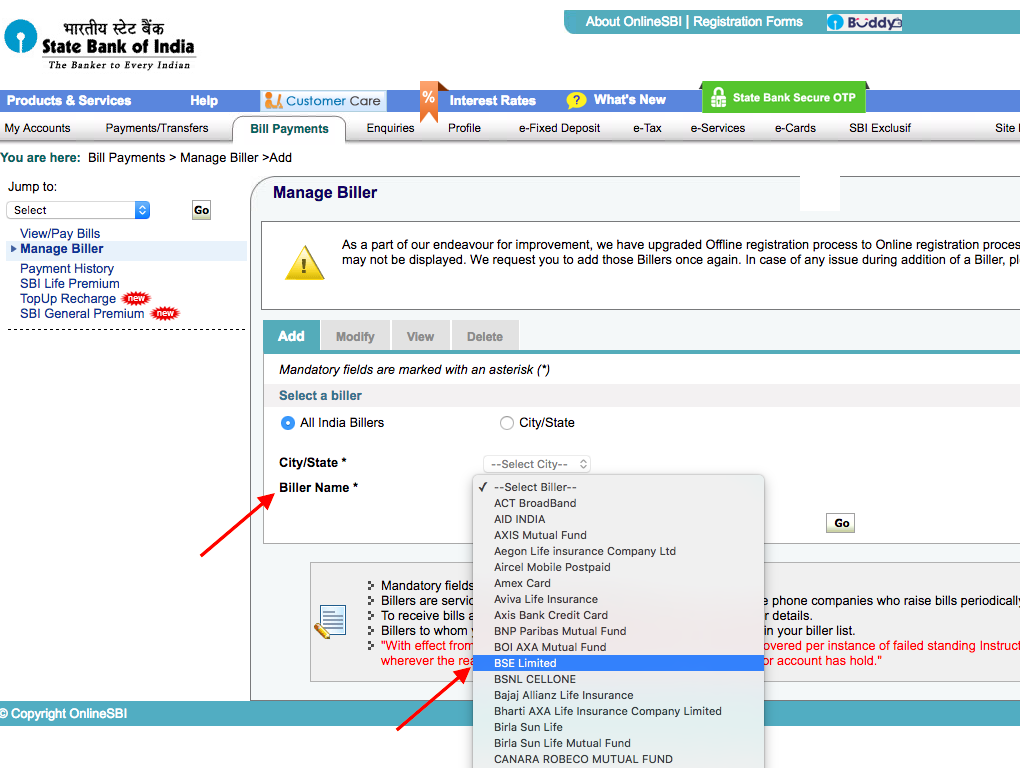 भारतीय स्टेट बैंक
State Bank of India
The Banker to Every Indian
About OnlineSBI | Registration Forms
Buddy
Products & Services
Help
Customer Care
%
Interest Rates
? What's New
State Bank Secure OTP
My Accounts
Payments/Transfers
Bill Payments
Enquiries
Profile
e-Fixed Deposit
e-Tax
e-Services
e-Cards
SBI Exclusif
Site
You are here: Bill Payments > Manage Biller >Add
Jump to:
Select
Go
View/Pay Bills
Manage Biller
Payment History
SBI Life Premium
TopUp Recharge new
SBI General Premium new
Manage Biller
As a part of our endeavour for improvement, we have upgraded Offline registration process to Online registration proces
may not be displayed. We request you to add those Billers once again. In case of any issue during addition of a Biller, pl
Add
Modify
View
Delete
Mandatory fields are marked with an asterisk (*)
Select a biller
All India Billers
City/State
City/State *
--Select City--
Biller Name *
✓ --Select Biller--
ACT BroadBand
AID INDIA
AXIS Mutual Fund
Aegon Life insurance Company Ltd
Aircel Mobile Postpaid
Amex Card
Aviva Life Insurance
Axis Bank Credit Card
BNP Paribas Mutual Fund
BOI AXA Mutual Fund
BSE Limited
BSNL CELLONE
Bajaj Allianz Life Insurance
Bharti AXA Life Insurance Company Limited
Birla Sun Life
Birla Sun Life Mutual Fund
CANARA ROBECO MUTUAL FUND
Go
Mandatory fields
Billers are servic e phone companies who raise bills periodically
To receive bills a r details.
Billers to whom in your biller list.
"With effect from overed per instance of failed standing Instruct
wherever the rea or account has hold."
© Copyright OnlineSBI